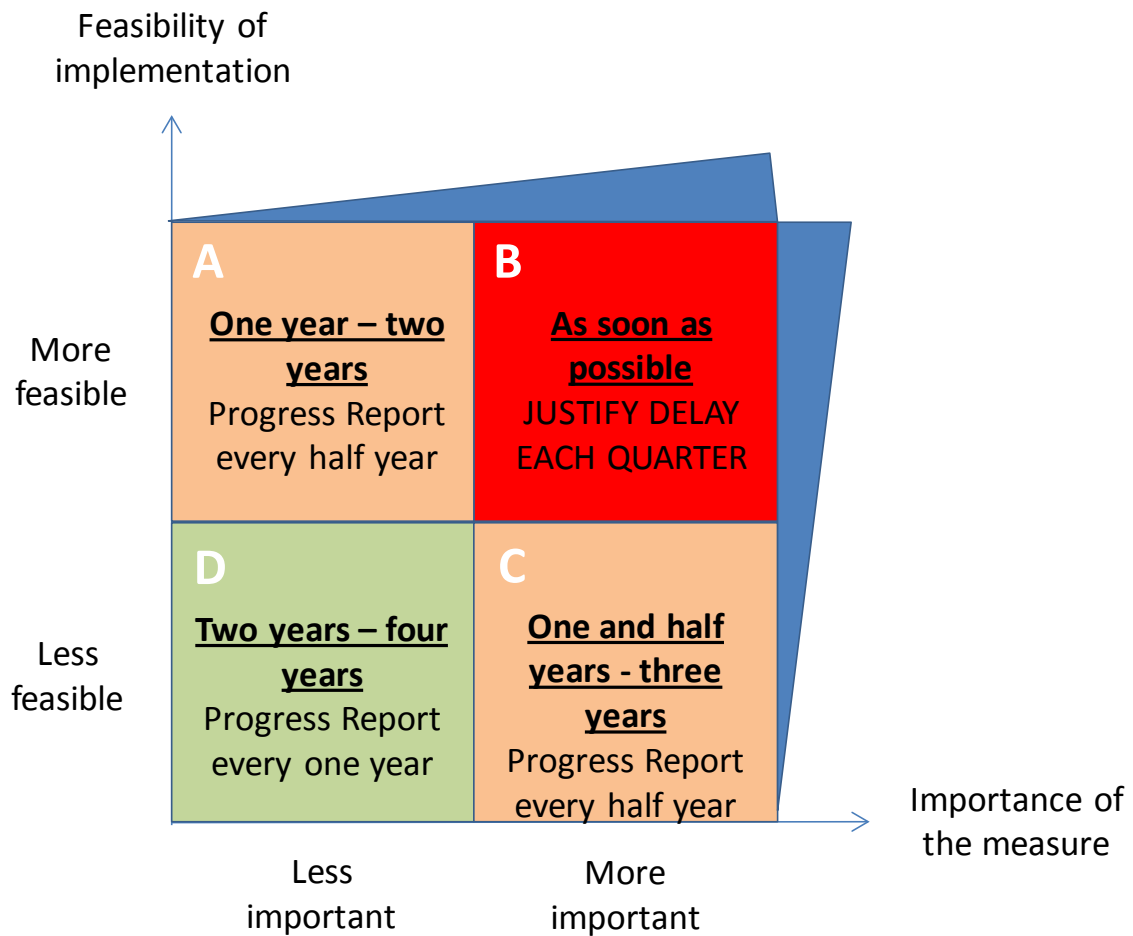 Feasibility of
implementation
A
One year – two
years
Progress Report
every half year
B
As soon as
possible
JUSTIFY DELAY
EACH QUARTER
More
feasible
D
Two years – four
years
Progress Report
every one year
C
One and half
years - three
years
Progress Report
every half year
Less
feasible
Importance of
the measure
Less
important
More
important